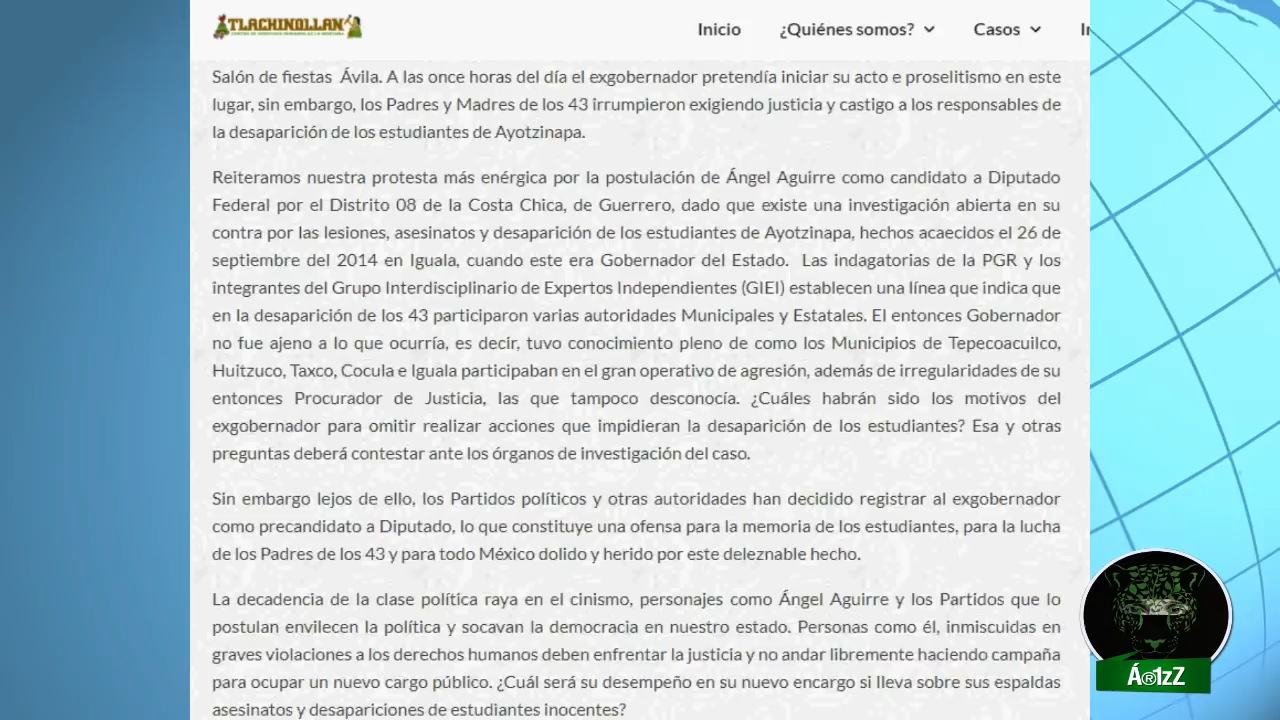 TLACHINOLLAN
Inicio ¿Quiénes somos? Casos
Salón de fiestas Ávila. A las once horas del día el exgobernador pretendía iniciar su acto e proselitismo en este
lugar, sin embargo, los Padres y Madres de los 43 irrumpieron exigiendo justicia y castigo a los responsables de
la desaparición de los estudiantes de Ayotzinapa.
Reiteramos nuestra protesta más enérgica por la postulación de Ángel Aguirre como candidato a Diputado
Federal por el Distrito 08 de la Costa Chica, de Guerrero, dado que existe una investigación abierta en su
contra por las lesiones, asesinatos y desaparición de los estudiantes de Ayotzinapa, hechos acaecidos el 26 de
septiembre del 2014 en Iguala, cuando este era Gobernador del Estado. Las indagatorias de la PGR y los
integrantes del Grupo Interdisciplinario de Expertos Independientes (GIEI) establecen una línea que indica que
en la desaparición de los 43 participaron varias autoridades Municipales y Estatales. El entonces Gobernador
no fue ajeno a lo que ocurría, es decir, tuvo conocimiento pleno de como los Municipios de Tepecoacuilco,
Huitzuco, Taxco, Cocula e Iguala participaban en el gran operativo de agresión, además de irregularidades de su
entonces Procurador de Justicia, las que tampoco desconocía. ¿Cuáles habrán sido los motivos del
exgobernador para omitir realizar acciones que impidieran la desaparición de los estudiantes? Esa y otras
preguntas deberá contestar ante los órganos de investigación del caso.
Sin embargo lejos de ello, los Partidos políticos y otras autoridades han decidido registrar al exgobernador
como precandidato a Diputado, lo que constituye una ofensa para la memoria de los estudiantes, para la lucha
de los Padres de los 43 y para todo México dolido y herido por este deleznable hecho.
La decadencia de la clase política raya en el cinismo, personajes como Ángel Aguirre y los Partidos que lo
postulan envilecen la política y socavan la democracia en nuestro estado. Personas como él, inmiscuidas en
graves violaciones a los derechos humanos deben enfrentar la justicia y no andar libremente haciendo campaña
para ocupar un nuevo cargo público. ¿Cuál será su desempeño en su nuevo encargo si lleva sobre sus espaldas
asesinatos y desapariciones de estudiantes inocentes?
Á®1zZ